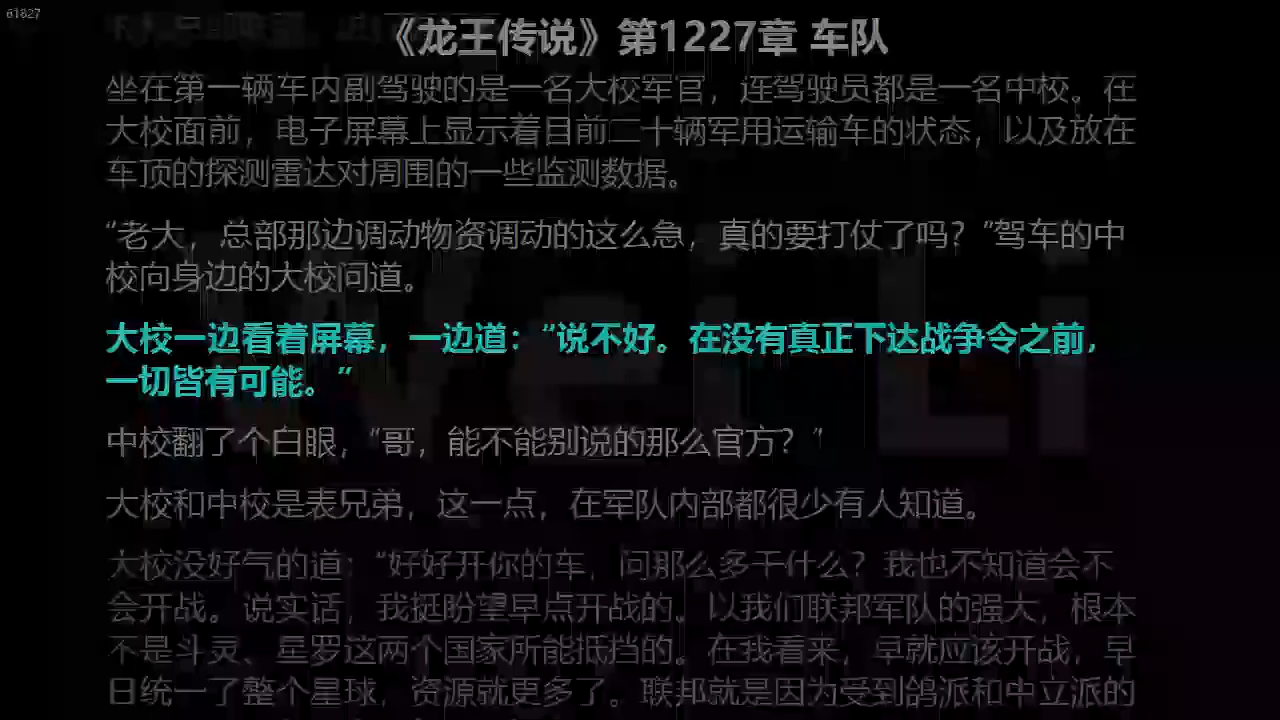 61827
《龙王传说》第1227章 车队
坐在第一辆车内副驾驶的是一名大校军官，连驾驶员都是一名中校。在
大校面前，电子屏幕上显示着目前二十辆军用运输车的状态，以及放在
车顶的探测雷达对周围的一些监测数据。
“老大，总部那边调动物资调动的这么急，真的要打仗了吗？”驾车的中
校向身边的大校问道。
大校一边看着屏幕，一边道：“说不好。在没有真正下达战争令之前，
一切皆有可能。”
中校翻了个白眼，“哥，能不能别说的那么官方？”
大校和中校是表兄弟，这一点，在军队内部都很少有人知道。
大校没好气的道：“好好开你的车，问那么多干什么？我也不知道会不
会开战。说实话，我挺盼望早点开战的。以我们联邦军队的强大，根本
不是斗灵、星罗这两个国家所能抵挡的。在我看来，早就应该开战，早
日统一了整个星球，资源就更多了。联邦就是因为受到鸽派和中立派的
Wei Li